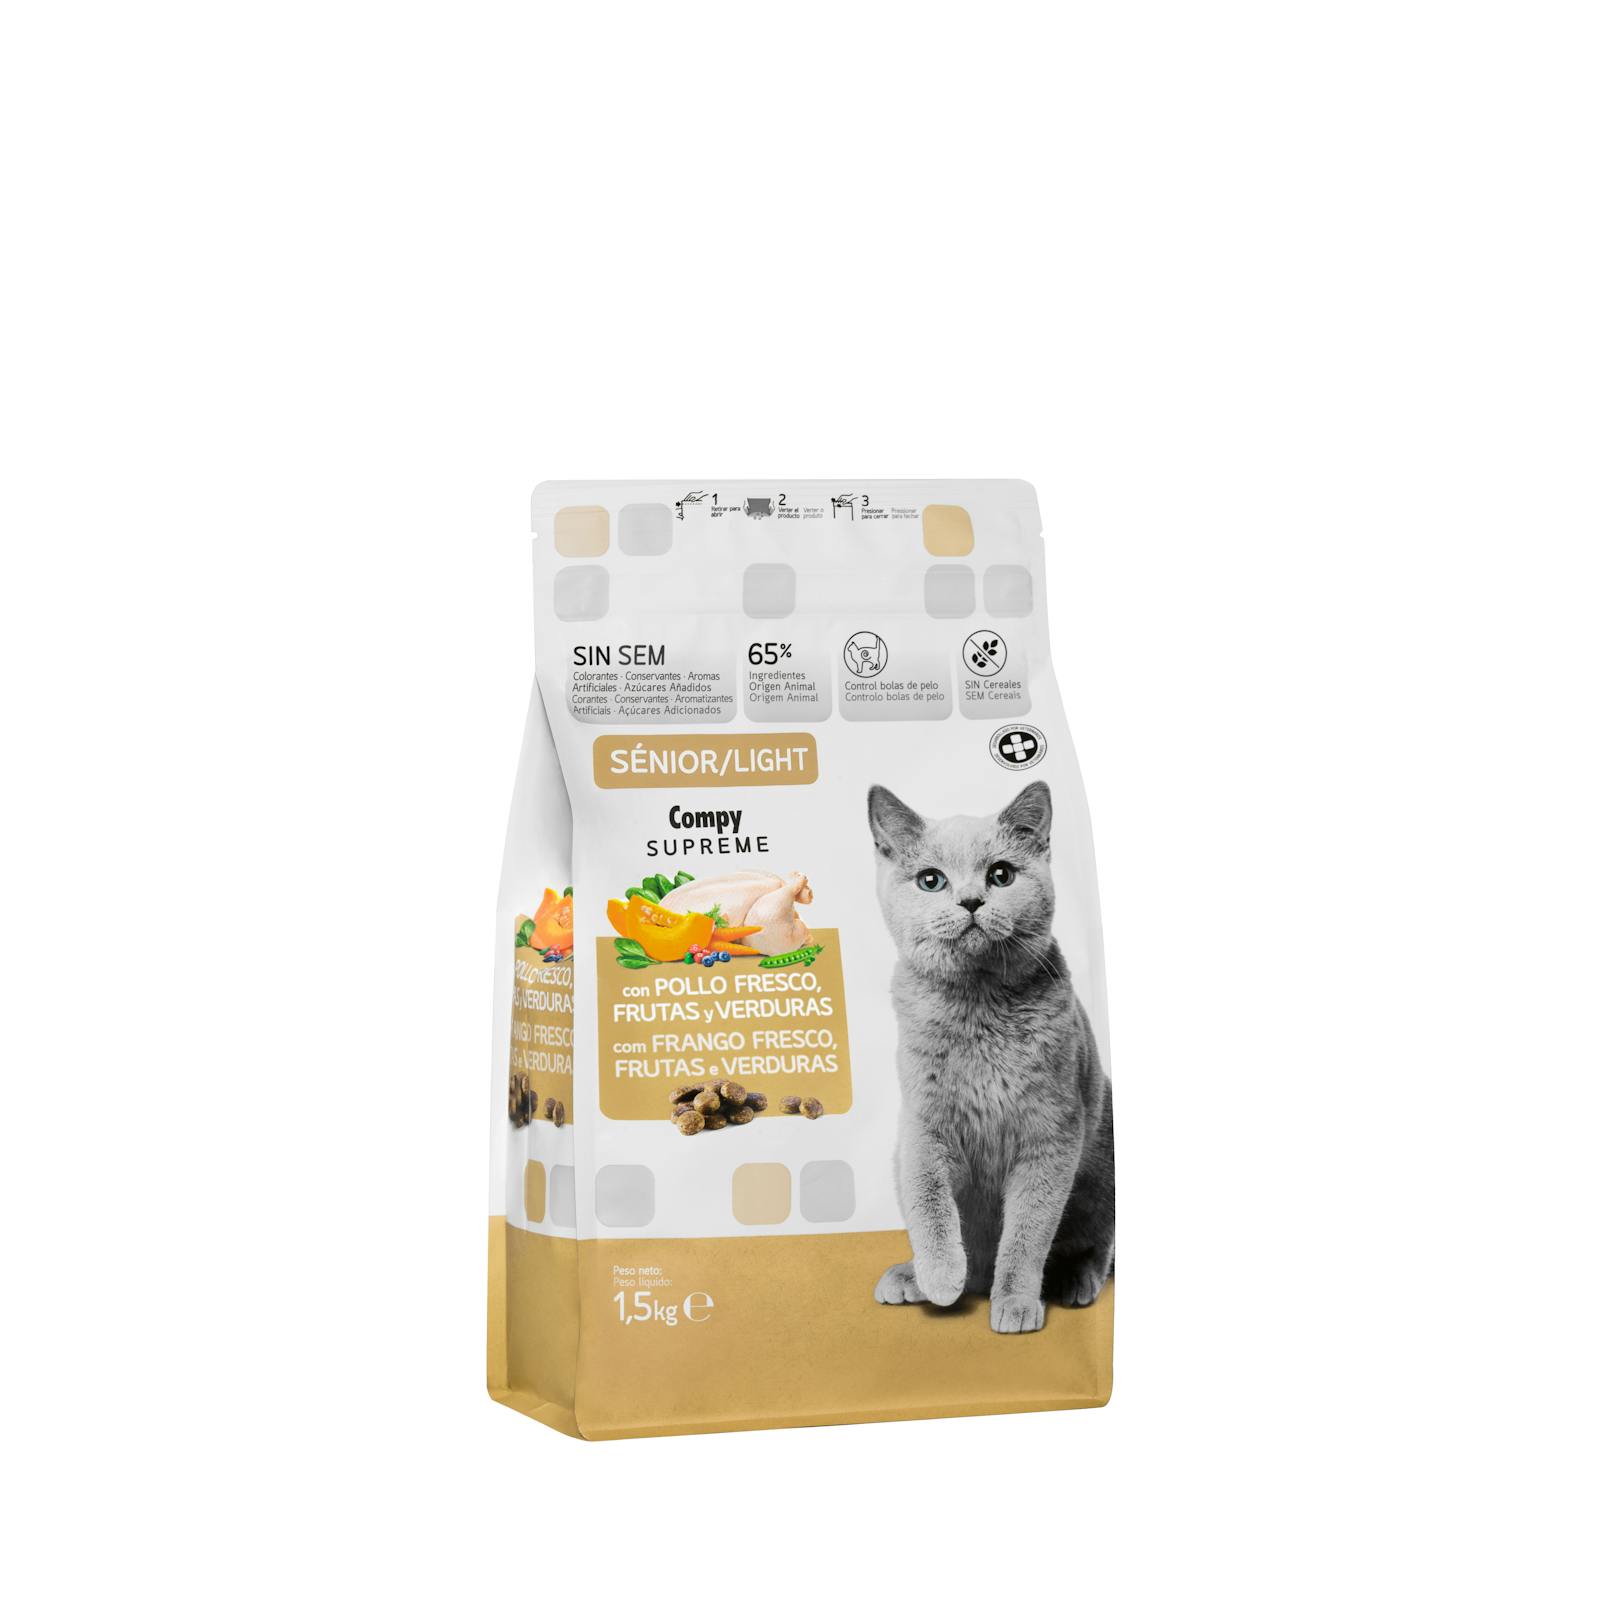 1
Retirar para
abrir
2
Verter el
producto
Verter o
produto
3
Presionar
para cerrar
Pressionar
para fechar
SIN SEM
Colorantes · Conservantes · Aromas
Artificiales · Azúcares Añadidos
Corantes · Conservantes · Aromatizantes
Artificiais · Açúcares Adicionados
65%
Ingredientes
Origen Animal
Origem Animal
Control bolas de pelo
Controlo bolas de pelo
SIN Cereales
SEM Cereais
SÉNIOR/LIGHT
Compy
SUPREME
con POLLO FRESCO,
FRUTAS y VERDURAS
com FRANGO FRESCO,
FRUTAS e VERDURAS
FRESCO,
VERDURAS
FRESCO
Peso neto:
Peso líquido:
1,5kg e